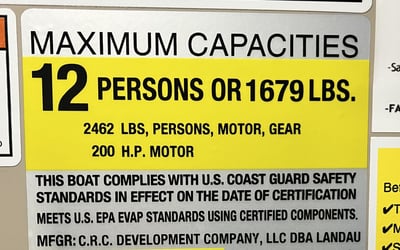 MAXIMUM CAPACITIES
12 PERSONS OR 1679 LBS.
2462 LBS, PERSONS, MOTOR, GEAR
200 H.P. MOTOR
THIS BOAT COMPLIES WITH U.S. COAST GUARD SAFETY
STANDARDS IN EFFECT ON THE DATE OF CERTIFICATION
MEETS U.S. EPA EVAP STANDARDS USING CERTIFIED COMPONENTS.
MFGR: C.R.C. DEVELOPMENT COMPANY, LLC DBA LANDAU